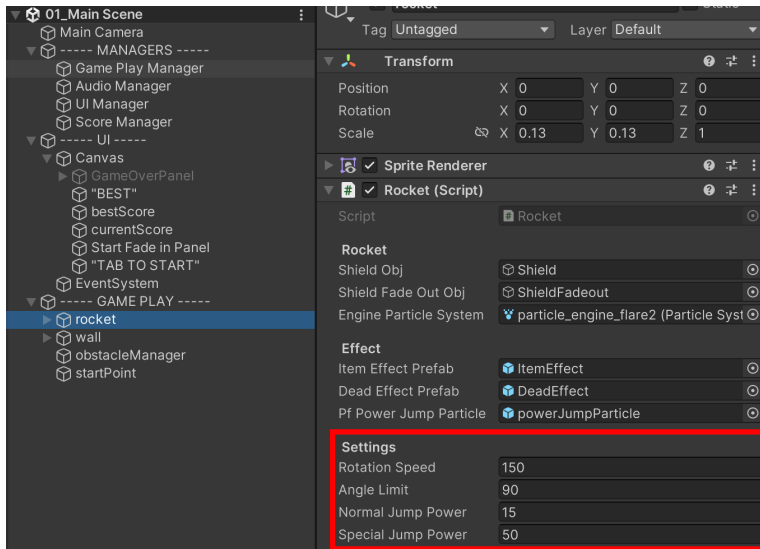 01_Main Scene
Main Camera
----- MANAGERS -----
Game Play Manager
Audio Manager
UI Manager
Score Manager
----- UI -----
Canvas
GameOverPanel
"BEST"
bestScore
currentScore
Start Fade in Panel
"TAB TO START"
EventSystem
----- GAME PLAY -----
rocket
wall
obstacleManager
startPoint
rocket
Static
Tag Untagged Layer Default
Transform
Position X 0 Y 0 Z 0
Rotation X 0 Y 0 Z 0
Scale X 0.13 Y 0.13 Z 1
Sprite Renderer
# Rocket (Script)
Script # Rocket
Rocket
Shield Obj Shield
Shield Fade Out Obj ShieldFadeout
Engine Particle System particle_engine_flare2 (Particle Syst
Effect
Item Effect Prefab ItemEffect
Dead Effect Prefab DeadEffect
Pf Power Jump Particle powerJumpParticle
Settings
Rotation Speed 150
Angle Limit 90
Normal Jump Power 15
Special Jump Power 50